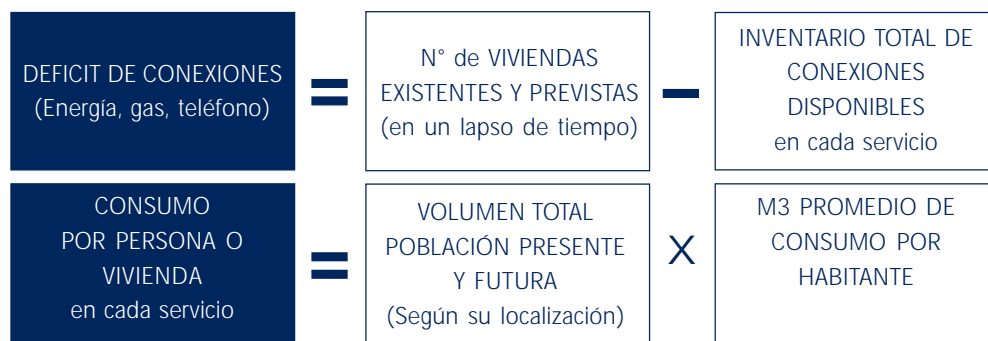 DEFICIT DE CONEXIONES
(Energía, gas, teléfono)
=
N° de VIVIENDAS
EXISTENTES Y PREVISTAS
(en un lapso de tiempo)
–
INVENTARIO TOTAL DE
CONEXIONES
DISPONIBLES
en cada servicio
CONSUMO
POR PERSONA O
VIVIENDA
en cada servicio
=
VOLUMEN TOTAL
POBLACIÓN PRESENTE
Y FUTURA
(Según su localización)
X
M3 PROMEDIO DE
CONSUMO POR
HABITANTE